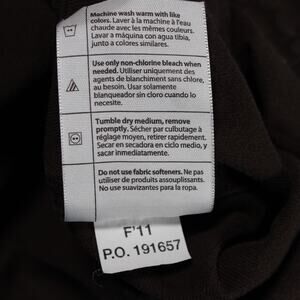 Machine wash warm with like
colors. Laver à la machine à l'eau
chaude avec les mêmes couleurs.
Lavar a máquina con agua tibia,
junto a colores similares.
Use only non-chlorine bleach when
needed. Utiliser uniquement des
agents de blanchiment sans chlore,
au besoin. Usar solamente
blanqueador sin cloro cuando lo
necesite.
Tumble dry medium, remove
promptly. Sécher par culbutage à
réglage moyen, retirer rapidement.
Secar en secadora en ciclo medio, y
sacar de inmediato.
Do not use fabric softeners. Ne pas
utiliser de produits assouplissants.
No use suavizantes para la ropa.
F'11
P.O. 191657